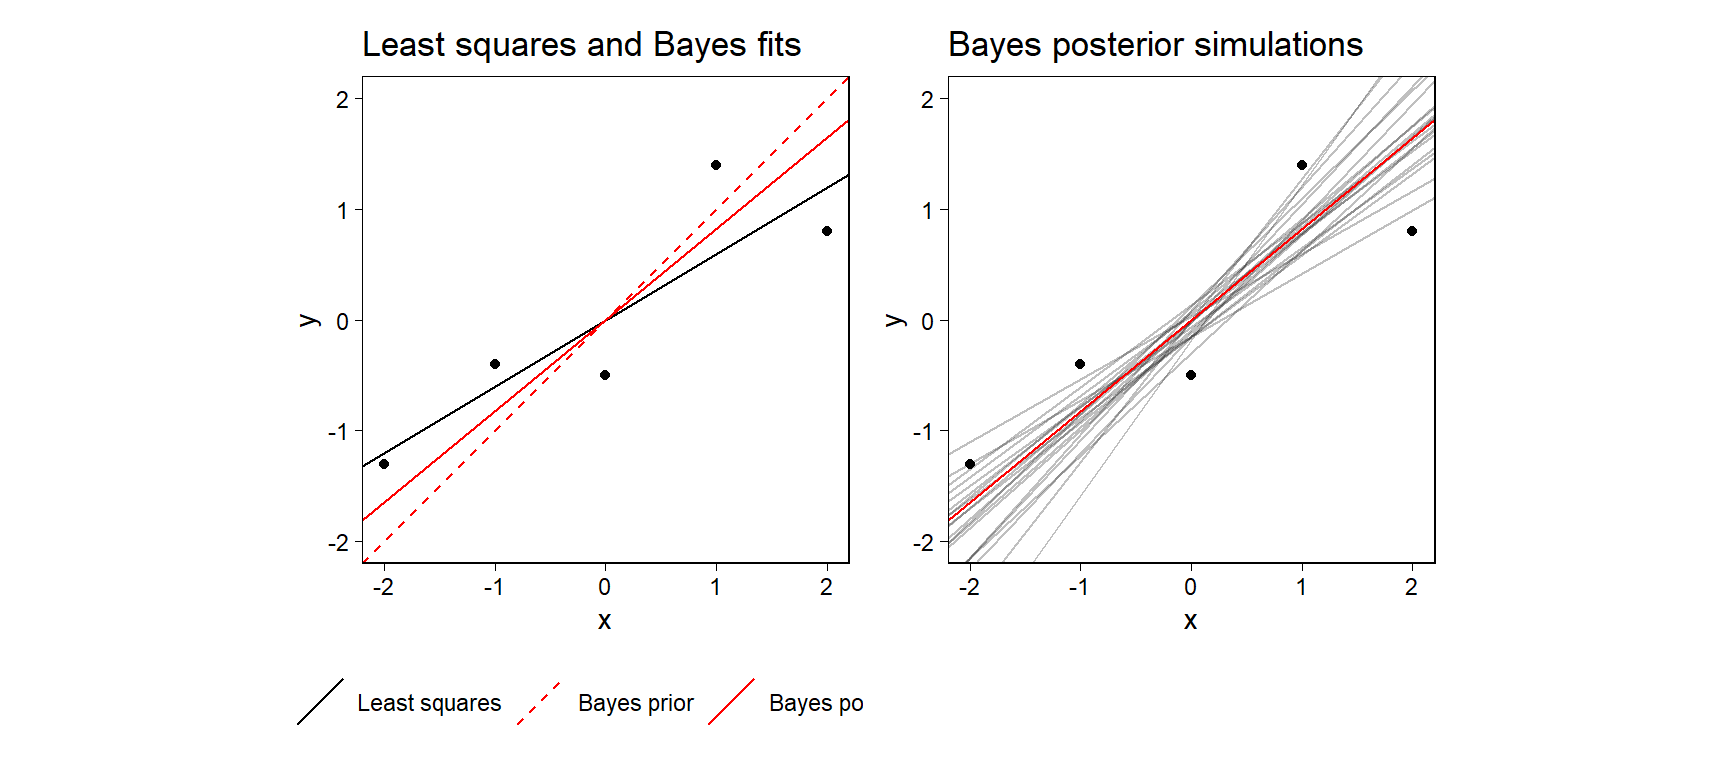 Least squares and Bayes fits
2
1
0
-1
-2
y
-2 -1 0 1 2
x
Bayes posterior simulations
2
1
0
-1
-2
y
-2 -1 0 1 2
x
Least squares Bayes prior Bayes po